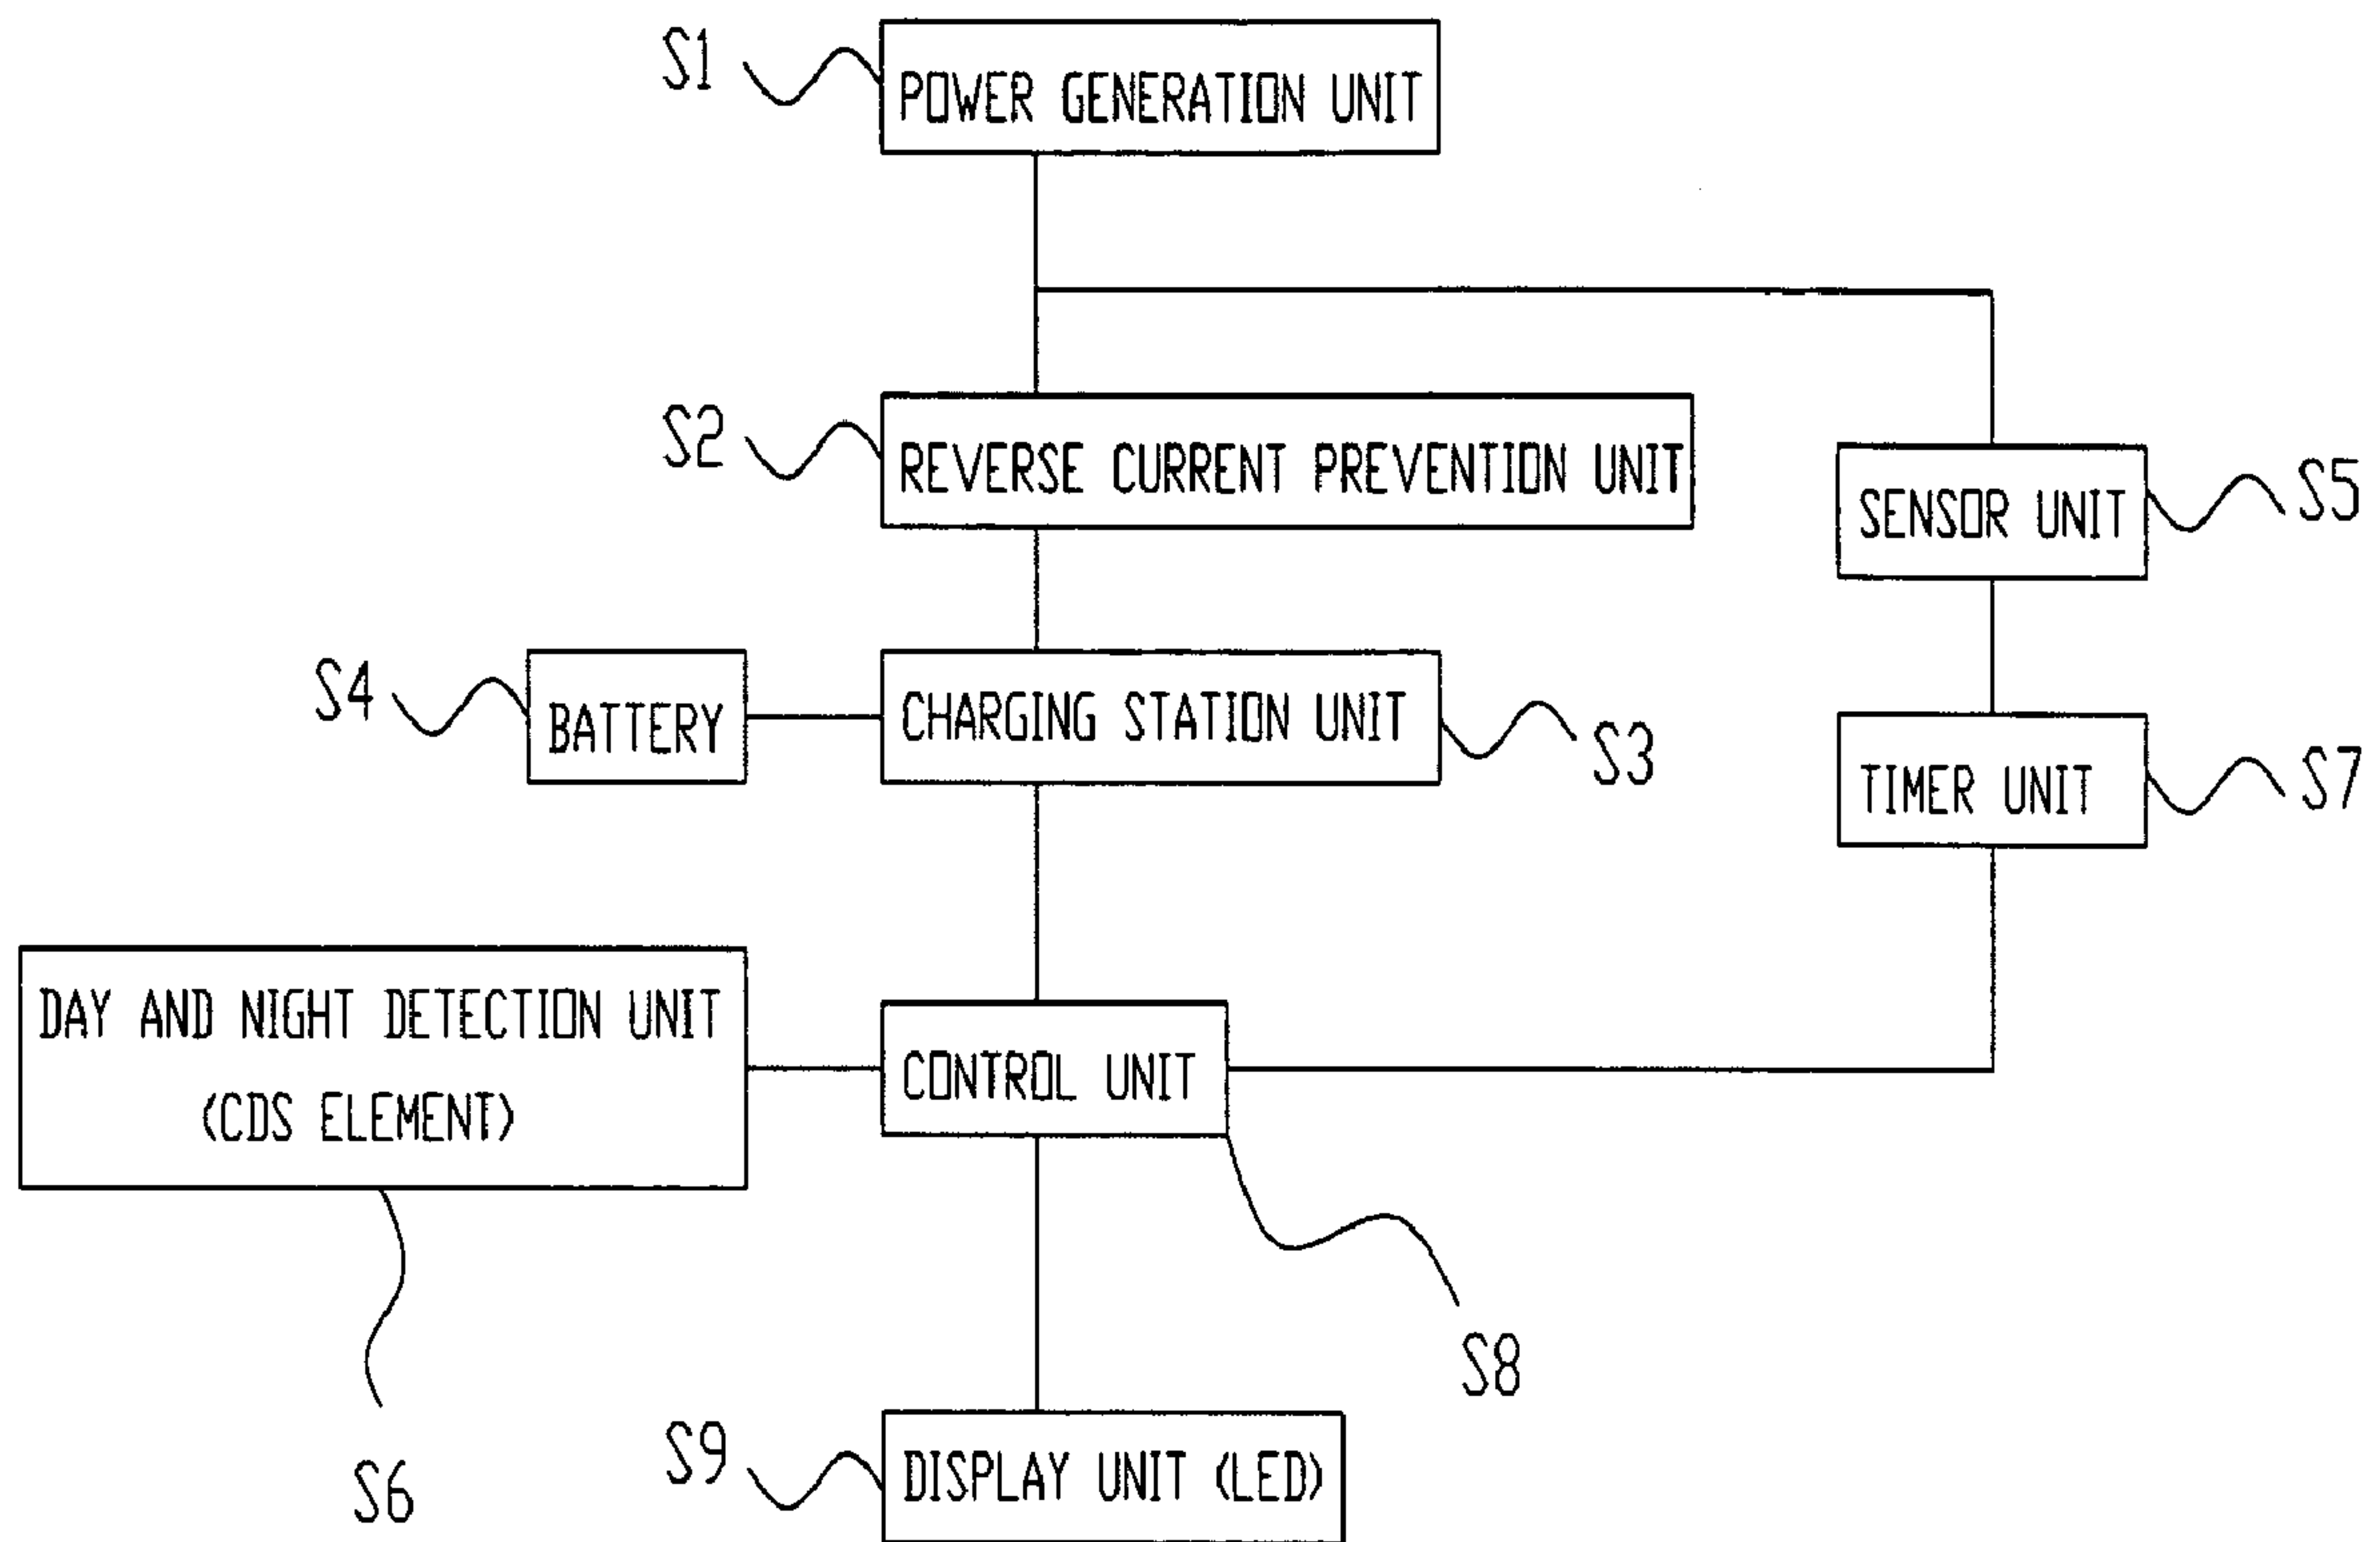 S1
POWER GENERATION UNIT
S2
REVERSE CURRENT PREVENTION UNIT
SENSOR UNIT
S5
S4
BATTERY
CHARGING STATION UNIT
S3
TIMER UNIT
S7
DAY AND NIGHT DETECTION UNIT
(CDS ELEMENT)
CONTROL UNIT
S8
S6
S9
DISPLAY UNIT (LED)